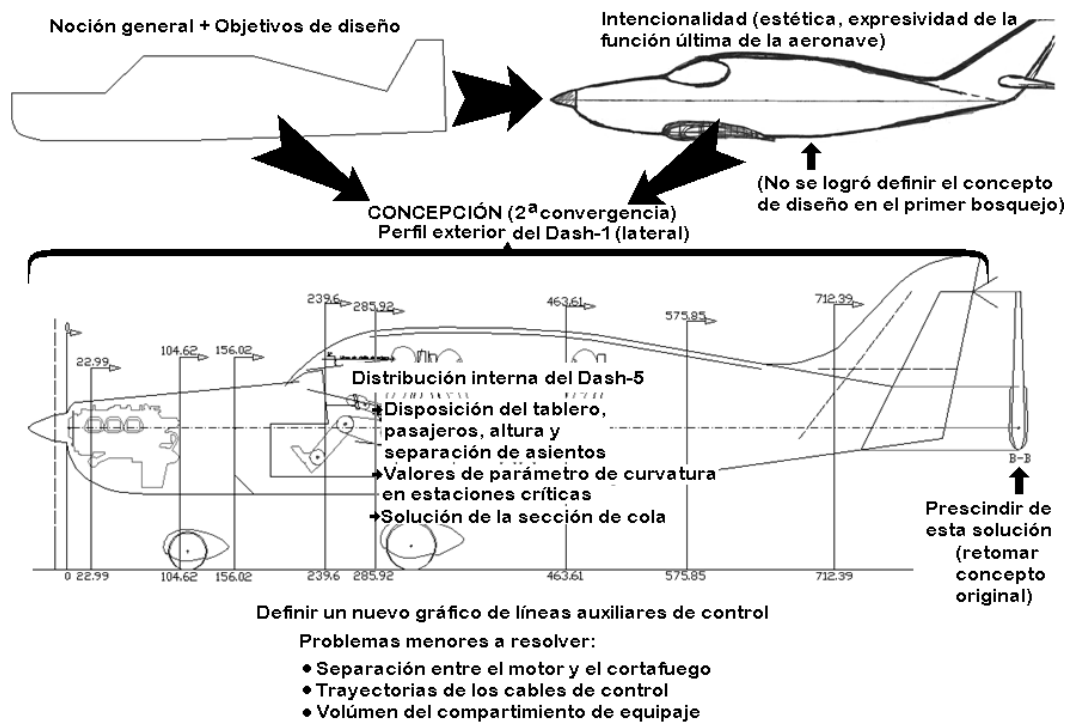 Noción general + Objetivos de diseño
Intencionalidad (estética, expresividad de la
función última de la aeronave)
(No se logró definir el concepto
de diseño en el primer bosquejo)
CONCEPCIÓN (2ª convergencia)
Perfil exterior del Dash-1 (lateral)
0
22.99
104.62
156.02
239.6
285.92
463.61
575.85
712.39
Distribución interna del Dash-5
Disposición del tablero,
pasajeros, altura y
separación de asientos
Valores de parámetro de curvatura
en estaciones críticas
Solución de la sección de cola
B-B
Prescindir de
esta solución
(retomar
concepto
original)
0 22.99 104.62 156.02 239.6 285.92 463.61 575.85 712.39
Definir un nuevo gráfico de líneas auxiliares de control
Problemas menores a resolver:
• Separación entre el motor y el cortafuego
• Trayectorias de los cables de control
• Volúmen del compartimiento de equipaje